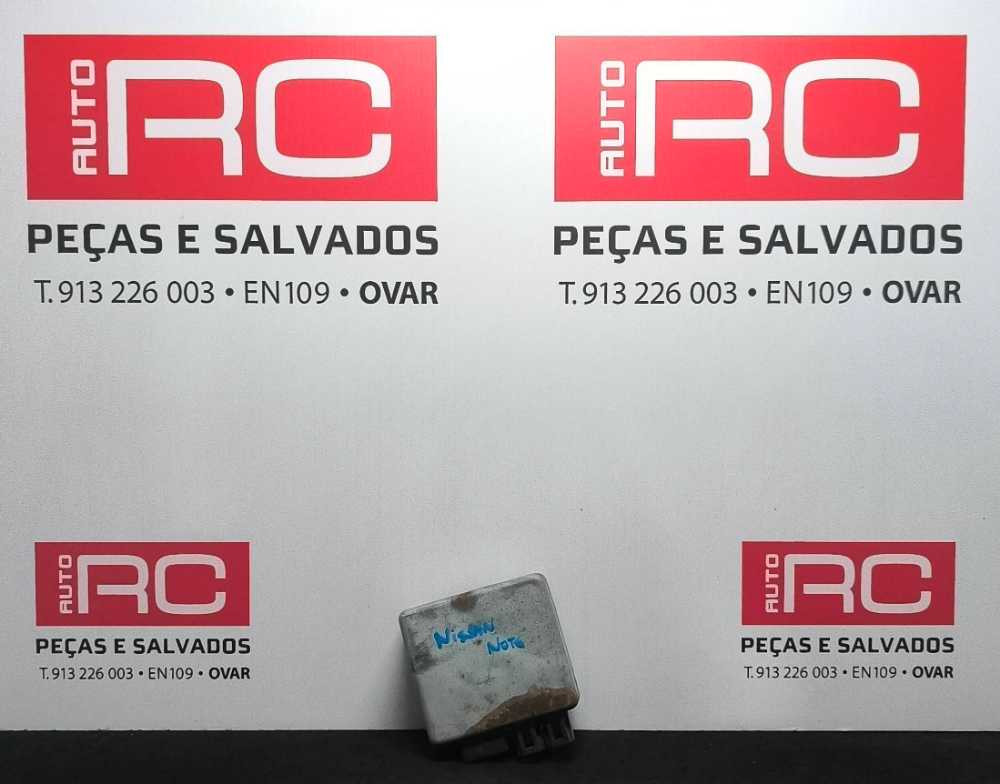 AUTO RC
PEÇAS E SALVADOS
T. 913 226 003 • EN109 • OVAR
AUTO RC
PEÇAS E SALVADOS
T. 913 226 003 • EN109 • OVAR
AUTO RC
PEÇAS E SALVADOS
T. 913 226 003 • EN109 • OVAR
NISSAN
NOTE
AUTO RC
PEÇAS E SALVADOS
T. 913 226 003 • EN109 • OVAR